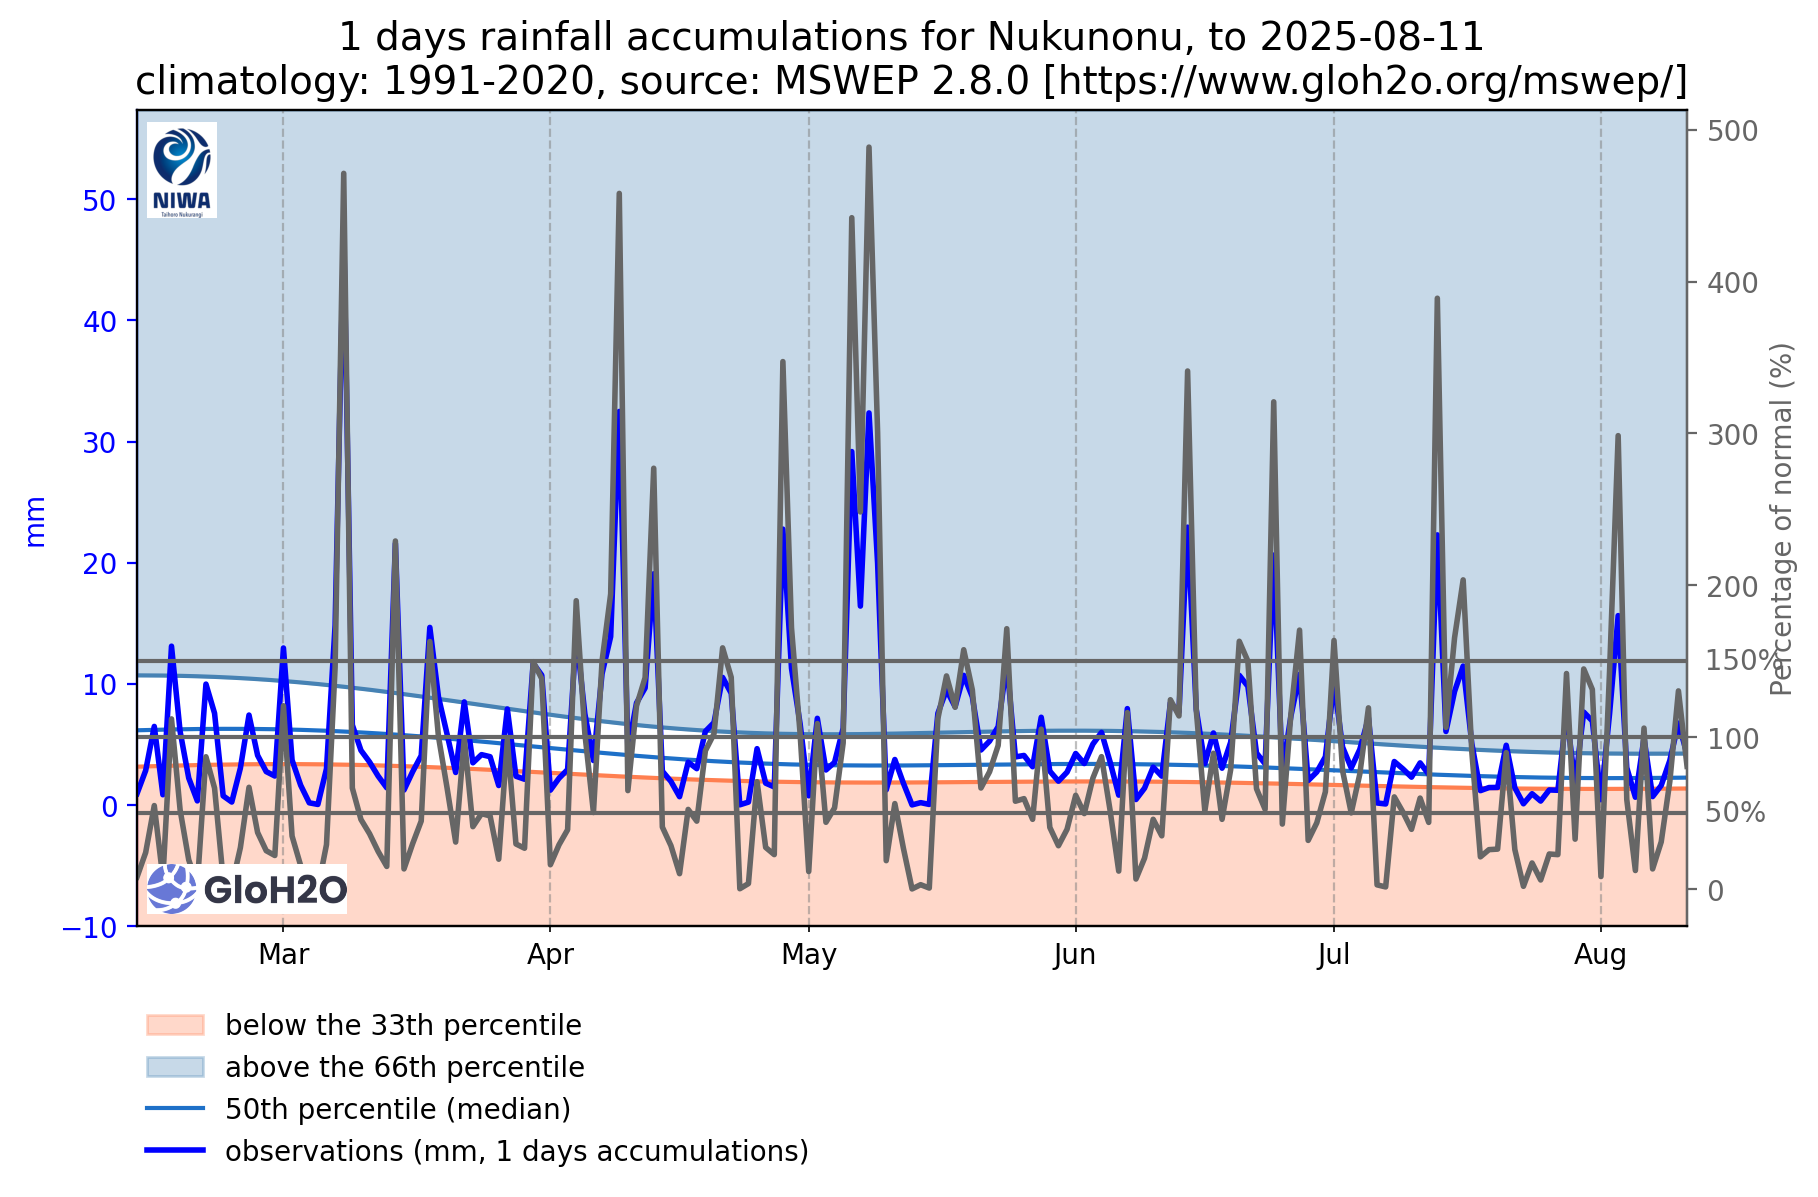 1 days rainfall accumulations for Nukunonu, to 2025-08-11
climatology: 1991-2020, source: MSWEP 2.8.0 [https://www.gloh2o.org/mswep/]
NIWA
Taihoro Nukurangi
mm
50
40
30
20
10
0
−10
500
400
300
200
150%
100
50%
0
Percentage of normal (%)
GloH2O
Mar
Apr
May
Jun
Jul
Aug
below the 33th percentile
above the 66th percentile
50th percentile (median)
observations (mm, 1 days accumulations)